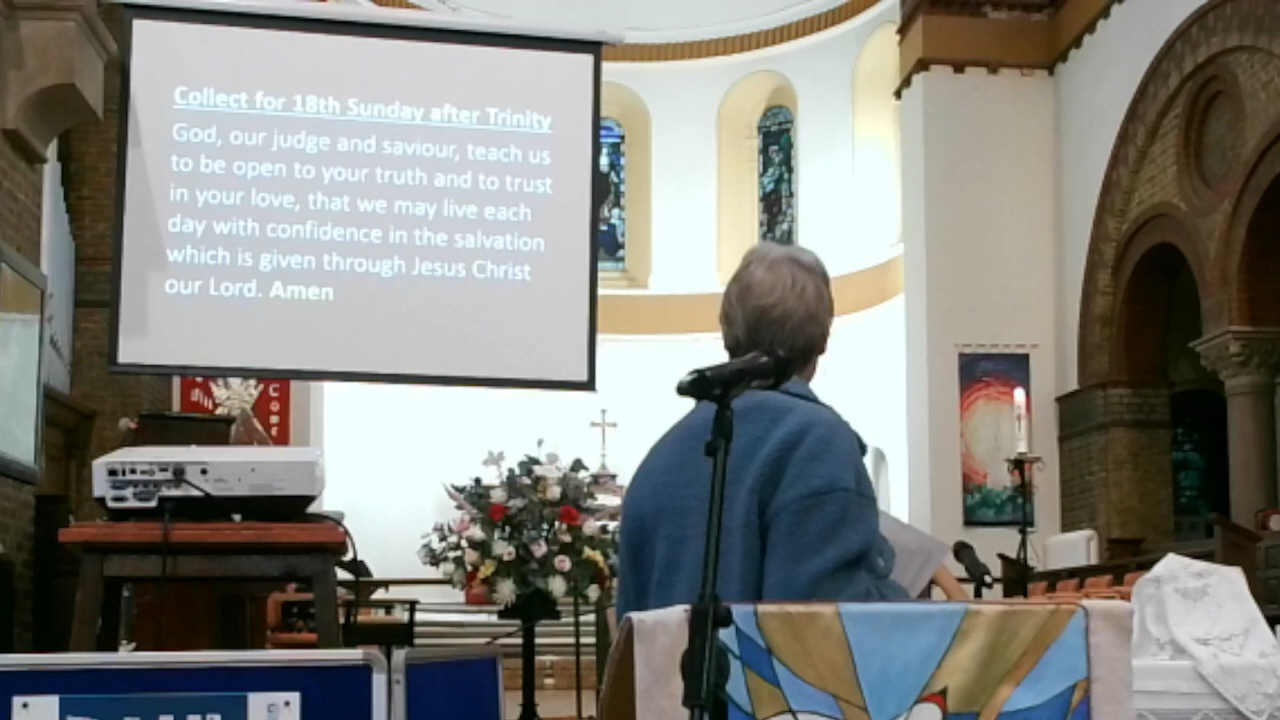 Collect for 18th Sunday after Trinity
God, our judge and saviour, teach us
to be open to your truth and to trust
in your love, that we may live each
day with confidence in the salvation
which is given through Jesus Christ
our Lord. Amen
Come